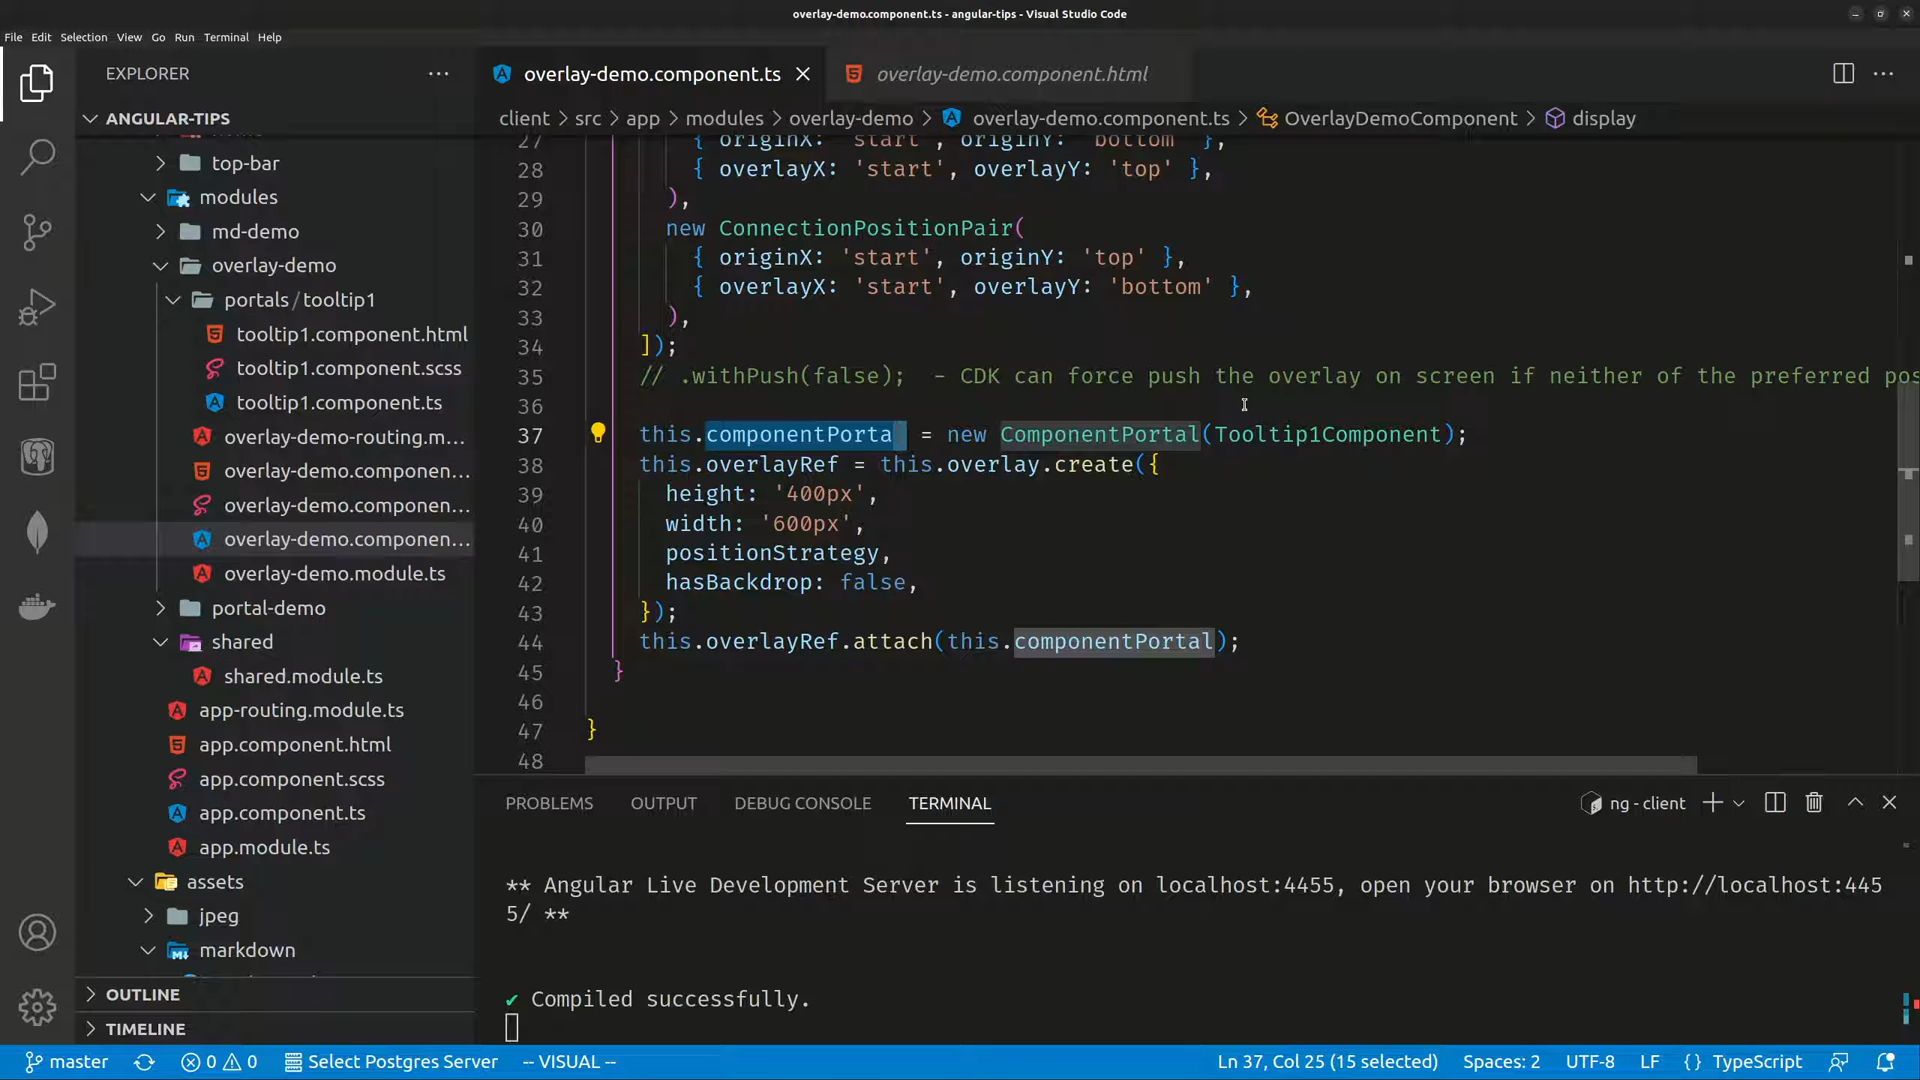 overlay-demo.component.ts - angular-tips - Visual Studio Code
File Edit Selection View Go Run Terminal Help
EXPLORER
ANGULAR-TIPS
top-bar
modules
md-demo
overlay-demo
portals / tooltip1
tooltip1.component.html
tooltip1.component.scss
tooltip1.component.ts
overlay-demo-routing.m...
overlay-demo.componen...
overlay-demo.componen...
overlay-demo.componen...
overlay-demo.module.ts
portal-demo
shared
shared.module.ts
app-routing.module.ts
app.component.html
app.component.scss
app.component.ts
app.module.ts
assets
jpeg
markdown
OUTLINE
TIMELINE
overlay-demo.component.ts overlay-demo.component.html
client > src > app > modules > overlay-demo > overlay-demo.component.ts > OverlayDemoComponent > display
27 { originX: 'start', originY: 'bottom' },
28 { overlayX: 'start', overlayY: 'top' },
29 ),
30 new ConnectionPositionPair(
31 { originX: 'start', originY: 'top' },
32 { overlayX: 'start', overlayY: 'bottom' },
33 ),
34 ]);
35 // .withPush(false); - CDK can force push the overlay on screen if neither of the preferred pos
36
37 this.componentPortal = new ComponentPortal(Tooltip1Component);
38 this.overlayRef = this.overlay.create({
39 height: '400px',
40 width: '600px',
41 positionStrategy,
42 hasBackdrop: false,
43 });
44 this.overlayRef.attach(this.componentPortal);
45 }
46
47 }
48
PROBLEMS OUTPUT DEBUG CONSOLE TERMINAL ng - client
** Angular Live Development Server is listening on localhost:4455, open your browser on http://localhost:445
5/ **
✔ Compiled successfully.
master 0 0 Select Postgres Server -- VISUAL -- Ln 37, Col 25 (15 selected) Spaces: 2 UTF-8 LF {} TypeScript